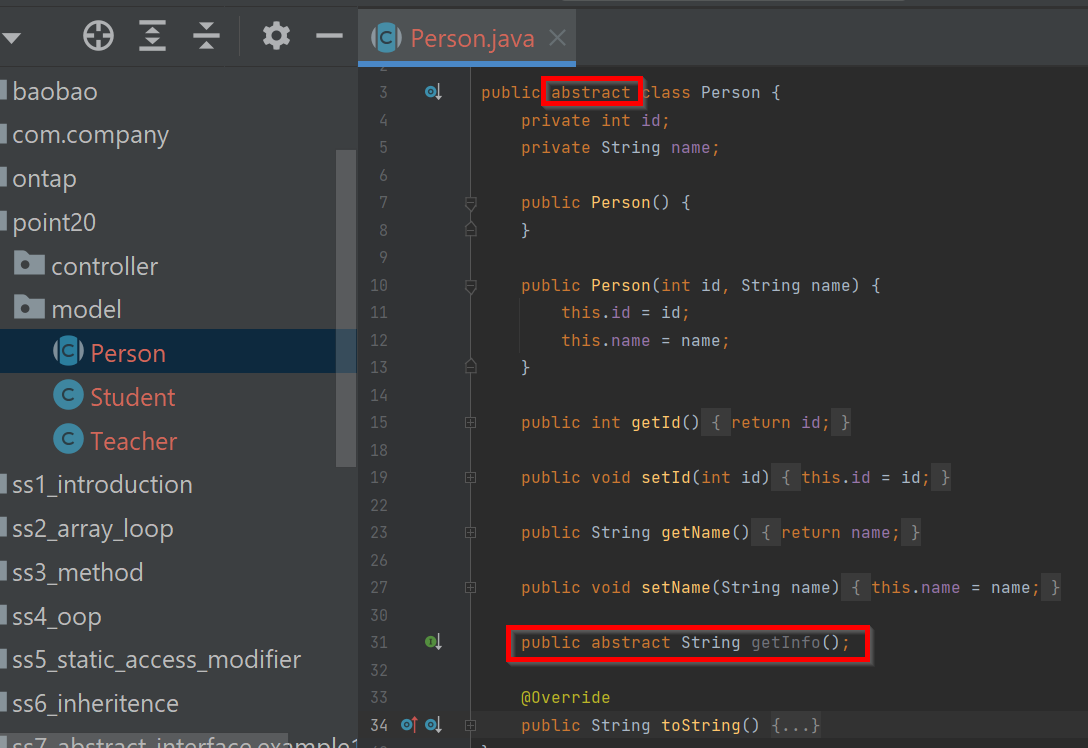 Person.java
baobao
com.company
ontap
point20
controller
model
Person
Student
Teacher
ss1_introduction
ss2_array_loop
ss3_method
ss4_oop
ss5_static_access_modifier
ss6_inheritence
ss7_abstract_interface.example1
2
3 public abstract class Person {
4 private int id;
5 private String name;
6
7 public Person() {
8 }
9
10 public Person(int id, String name) {
11 this.id = id;
12 this.name = name;
13 }
14
15 public int getId() { return id; }
18
19 public void setId(int id) { this.id = id; }
22
23 public String getName() { return name; }
26
27 public void setName(String name) { this.name = name; }
30
31 public abstract String getInfo();
32
33 @Override
34 public String toString() {...}